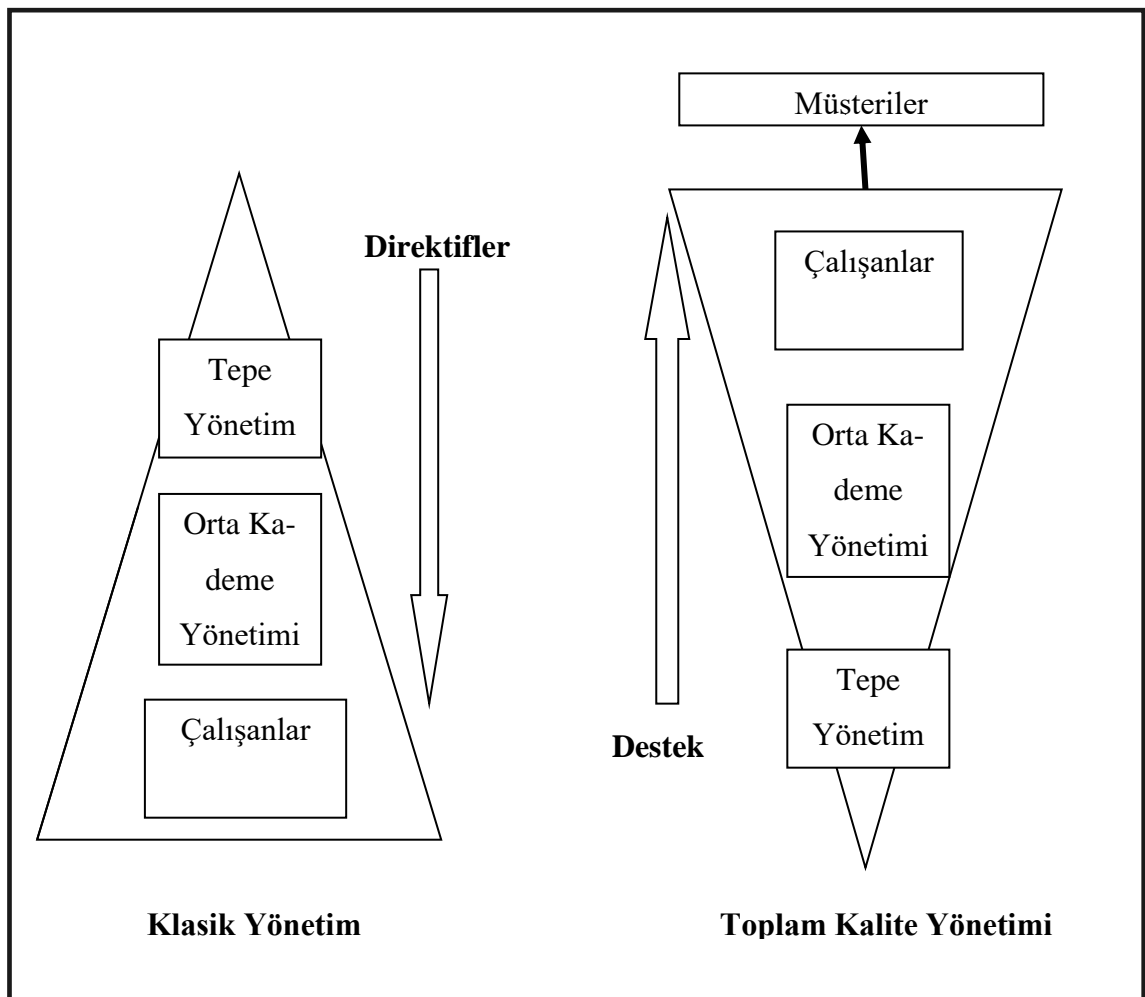 Müsteriler
Direktifler
Tepe
Yönetim
Orta Ka-
deme
Yönetimi
Çalışanlar
Klasik Yönetim
Çalışanlar
Orta Ka-
deme
Yönetimi
Tepe
Yönetim
Destek
Toplam Kalite Yönetimi